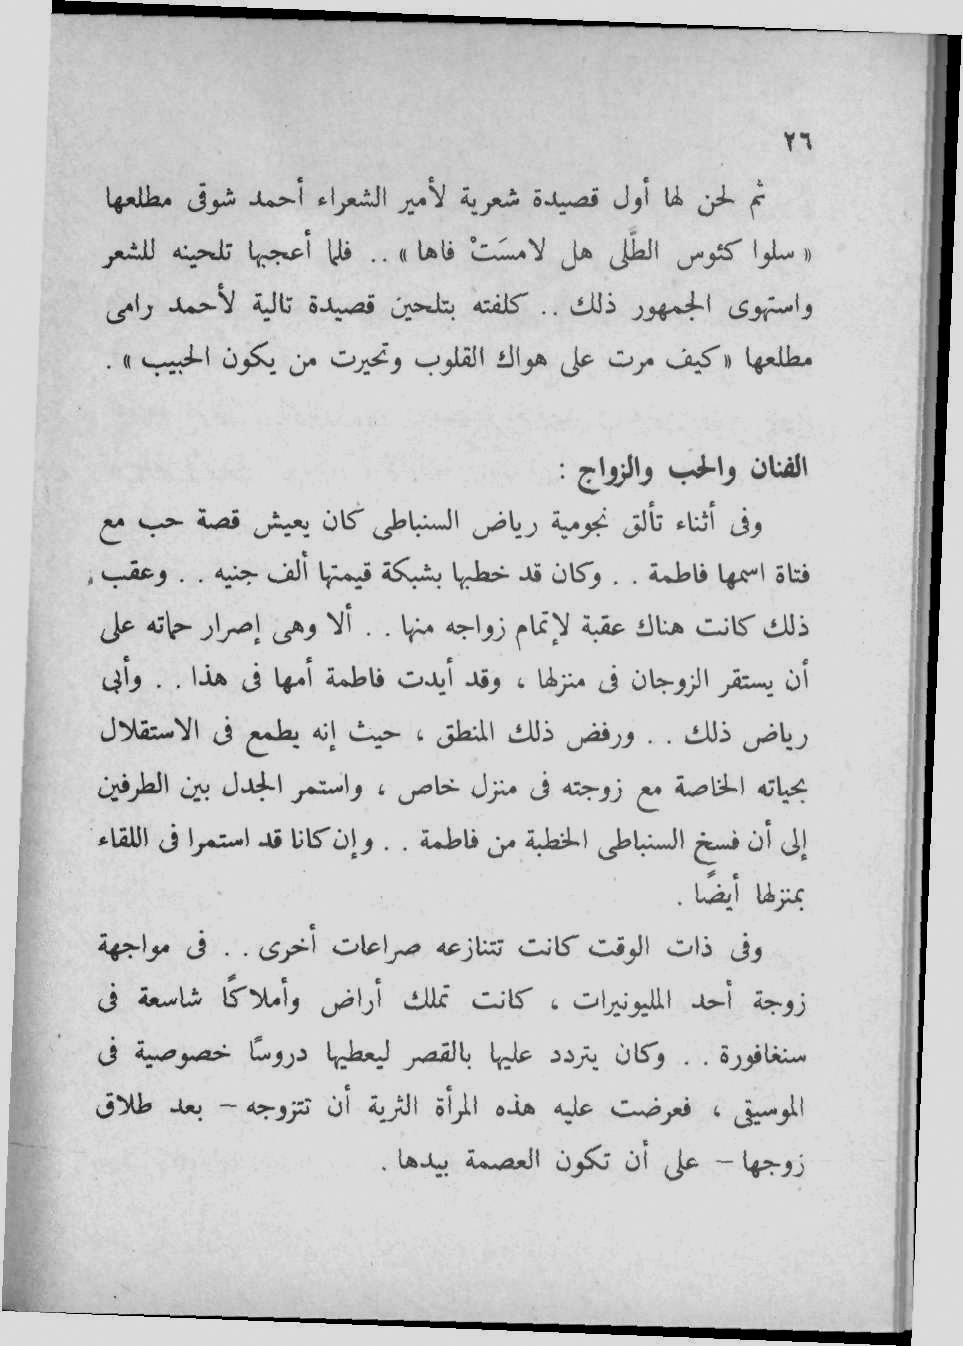 ٢٦
ثم لحن لها أول قصيدة شعرية لأمير الشعراء أحمد شوقى مطلعها
« سلوا كئوس الطَّلى هل لامسَتْ فاها » .. فلما أعجبها تلحينه للشعر
واستهوى الجمهور ذلك .. كلفته بتلحين قصيدة تالية لأحمد رامى
مطلعها « كيف مرت على هواك القلوب وتحيرت من يكون الحبيب » .
الفنان والحب والزواج :
وفى أثناء تألق نجومية رياض السنباطى كان يعيش قصة حب مع
فتاة اسمها فاطمة . . وكان قد خطبها بشبكة قيمتها ألف جنيه . . وعقب
ذلك كانت هناك عقبة لإتمام زواجه منها . . ألا وهى إصرار حماته على
أن يستقر الزوجان فى منزلها ، وقد أيدت فاطمة أمها فى هذا . . وأبى
رياض ذلك . . ورفض ذلك المنطق ، حيث إنه يطمع فى الاستقلال
بحياته الخاصة مع زوجته فى منزل خاص ، واستمر الجدل بين الطرفين
إلى أن فسخ السنباطى الخطبة من فاطمة . . وإن كانا قد استمرا فى اللقاء
بمنزلها أيضًا .
وفى ذات الوقت كانت تتنازعه صراعات أخرى . . فى مواجهة
زوجة أحد المليونيرات ، كانت تملك أراض وأملاكًا شاسعة فى
سنغافورة . . وكان يتردد عليها بالقصر ليعطيها دروسًا خصوصية فى
الموسيقى ، فعرضت عليه هذه المرأة الثرية أن تتزوجه – بعد طلاق
زوجها – على أن تكون العصمة بيدها .